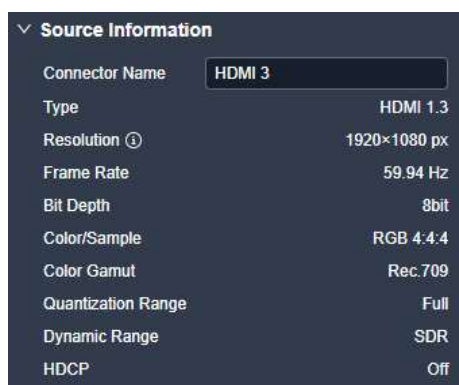 Source Information
Connector Name HDMI 3
Type HDMI 1.3
Resolution 1920×1080 px
Frame Rate 59.94 Hz
Bit Depth 8bit
Color/Sample RGB 4:4:4
Color Gamut Rec.709
Quantization Range Full
Dynamic Range SDR
HDCP Off